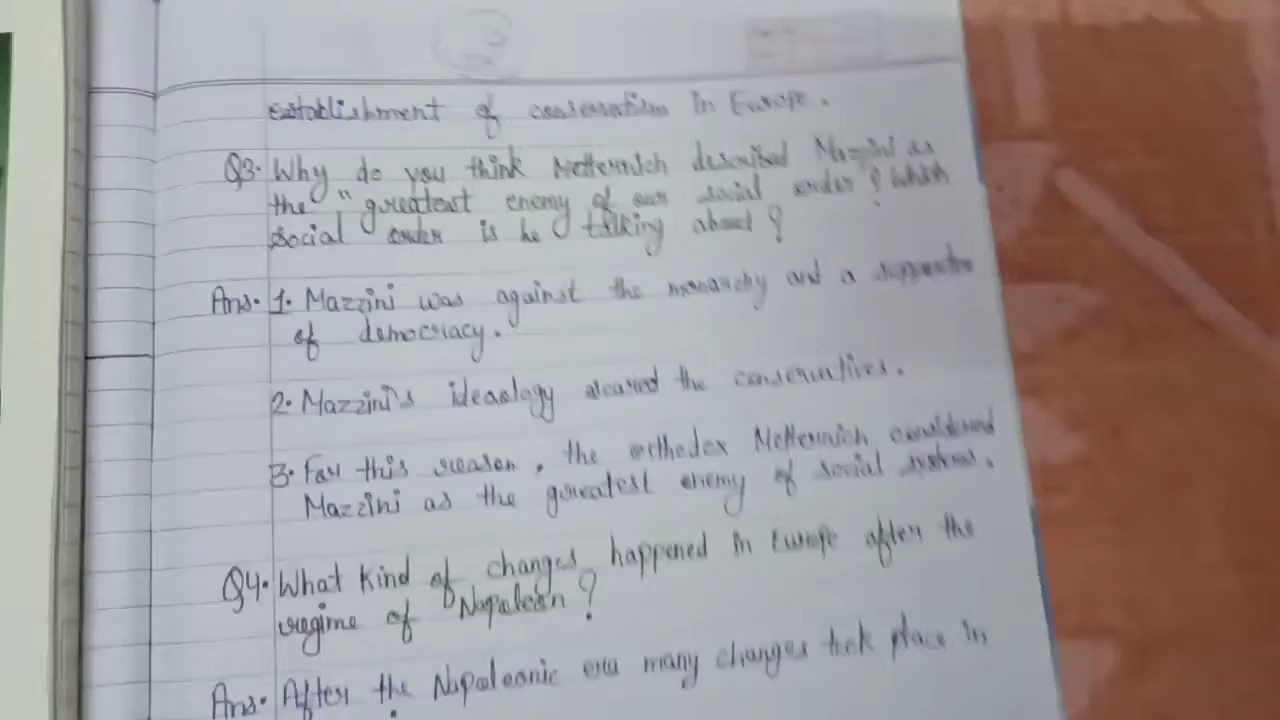 establishment of conservatism in Europe.
Q3. Why do you think Metternich described Mazzini as
the "greatest enemy of our social order? which
social order is he talking about?
Ans. 1. Mazzini was against the monarchy and a supporter
of democracy.
2. Mazzini's ideology scared the conservatives.
3. For this reason, the orthodox Metternich considered
Mazzini as the greatest enemy of social system.
Q4. What kind of changes happened in Europe after the
regime of Napoleon?
Ans. After the Napoleonic era many changes took place in